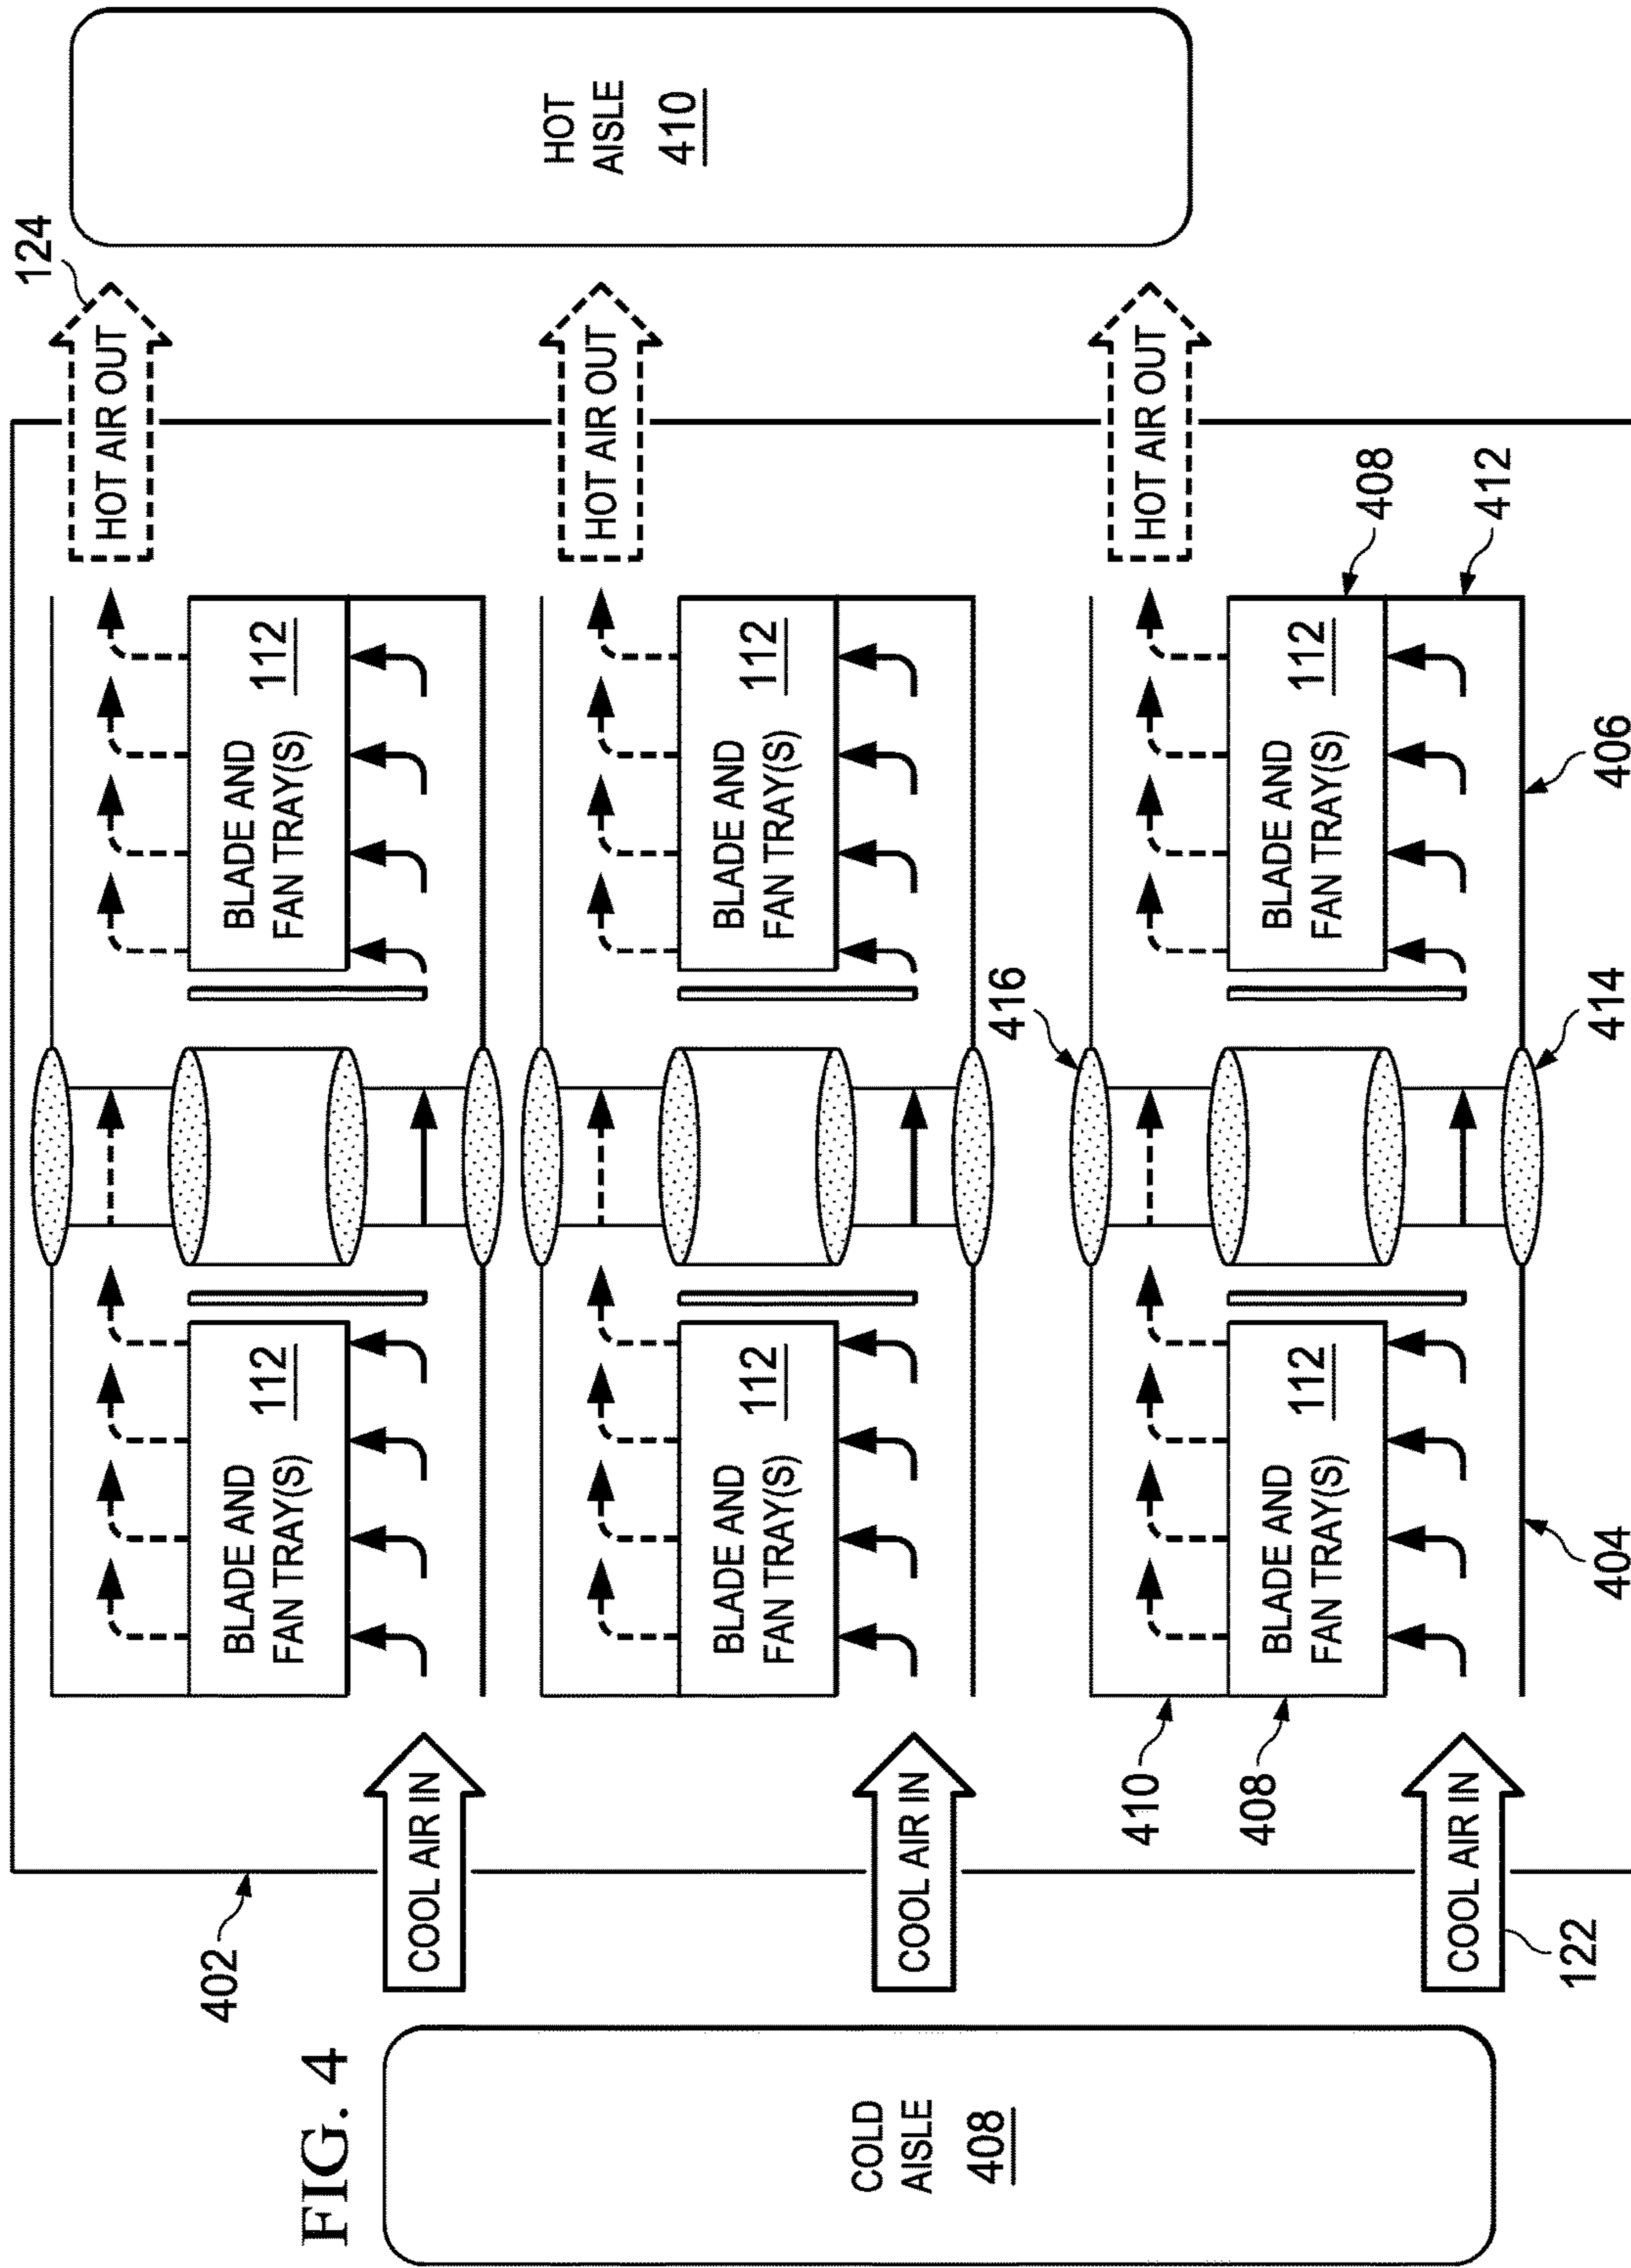 FIG. 4
124
HOT AIR OUT
402
BLADE AND
FAN TRAY(S)
112
BLADE AND
FAN TRAY(S)
112
COOL AIR IN
HOT
AISLE
410
HOT AIR OUT
BLADE AND
FAN TRAY(S)
112
BLADE AND
FAN TRAY(S)
112
COLD
AISLE
408
COOL AIR IN
416
HOT AIR OUT
410
408
BLADE AND
FAN TRAY(S)
112
BLADE AND
FAN TRAY(S)
112
408
412
COOL AIR IN
122
404
414
406